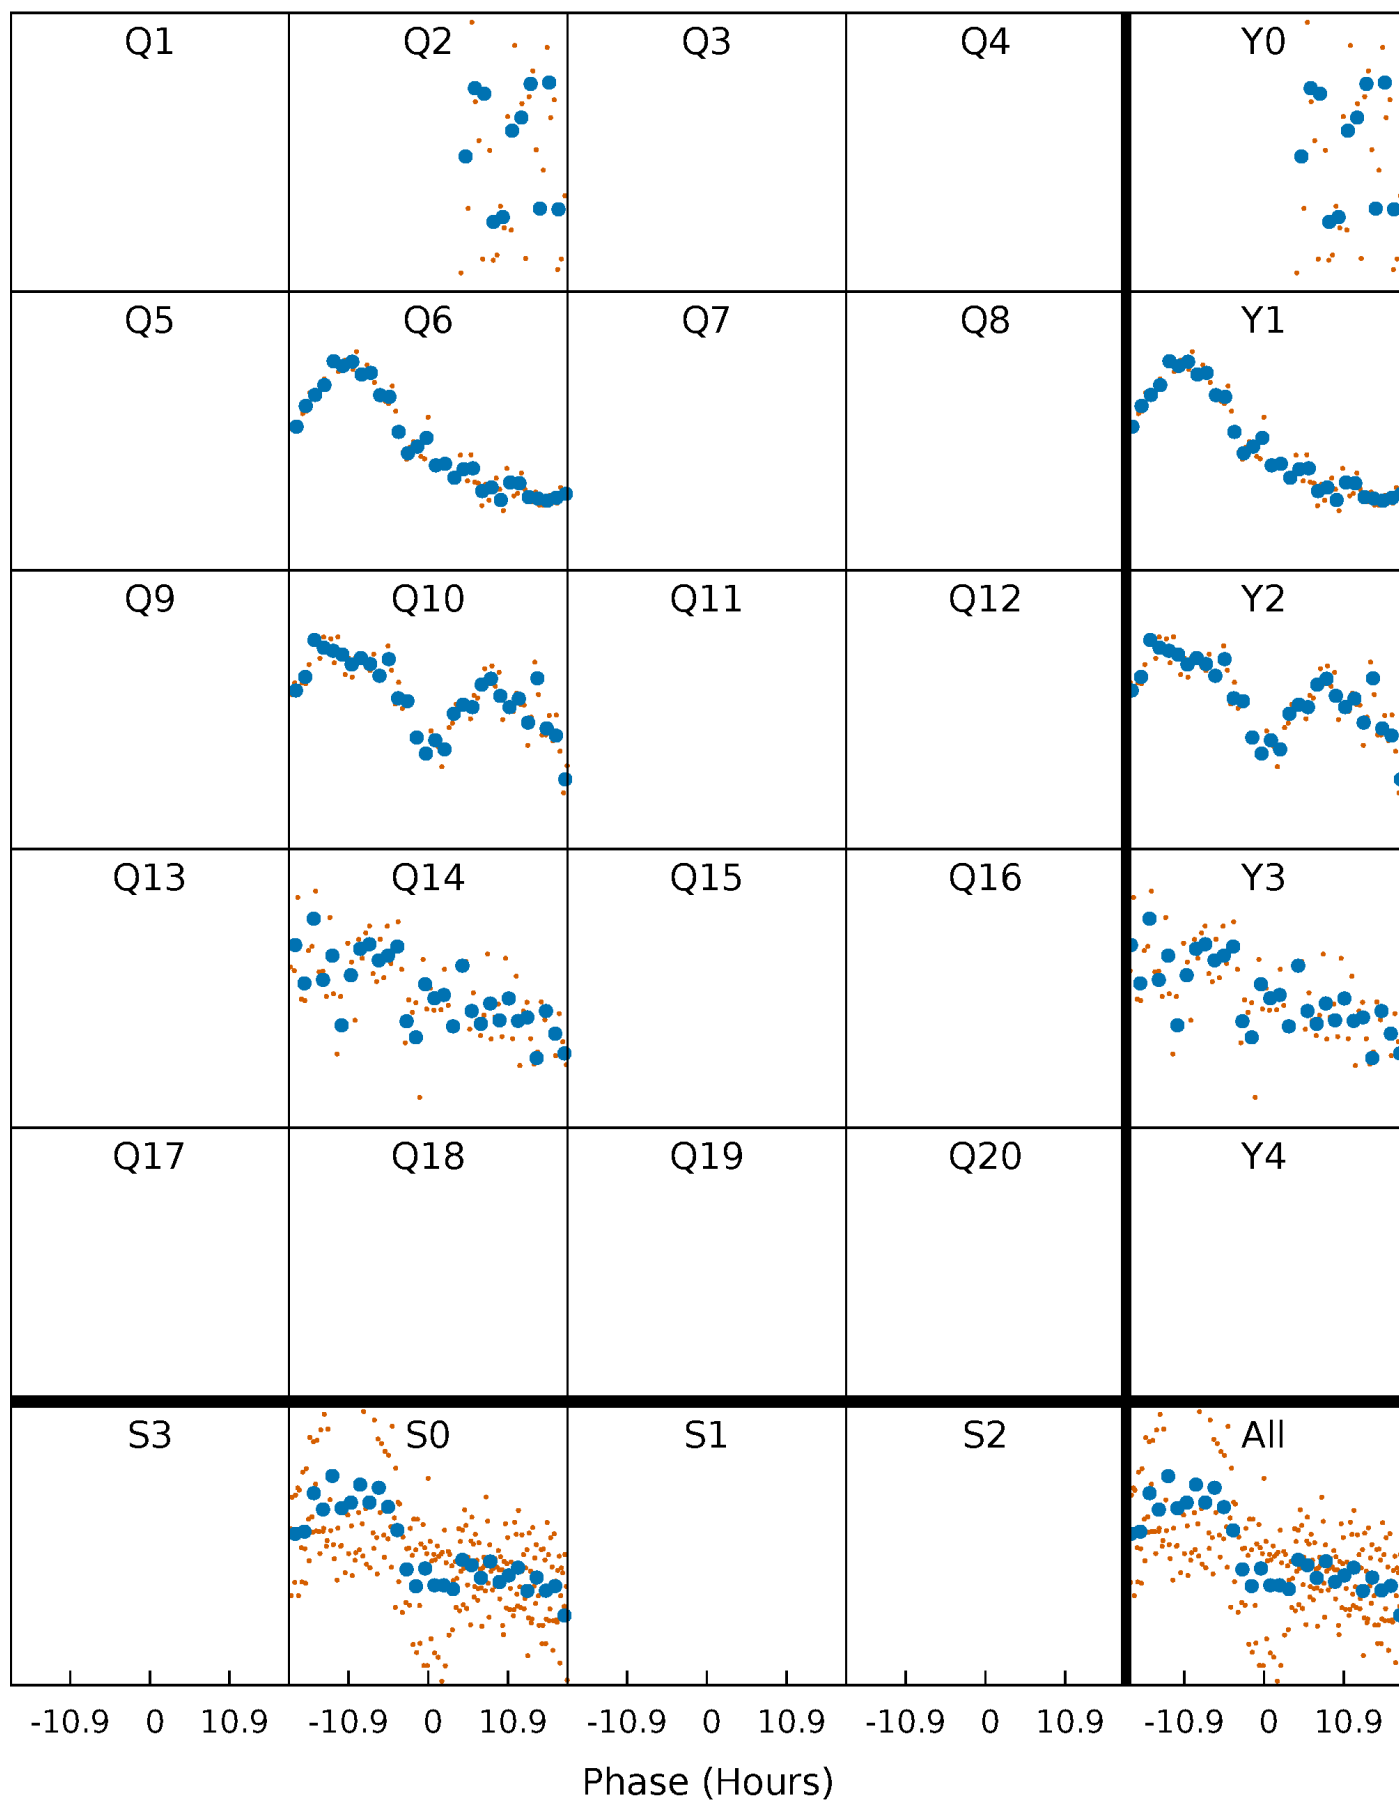 Q1 Q2 Q3 Q4 Y0
Q5 Q6 Q7 Q8 Y1
Q9 Q10 Q11 Q12 Y2
Q13 Q14 Q15 Q16 Y3
Q17 Q18 Q19 Q20 Y4
S3 S0 S1 S2 All
-10.9 0 10.9 -10.9 0 10.9 -10.9 0 10.9 -10.9 0 10.9 -10.9 0 10.9
Phase (Hours)